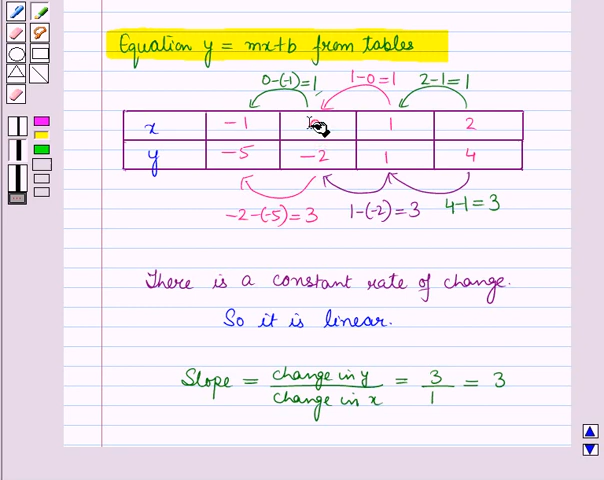 Equation y = mx+b from tables
0-(-1)=1 1-0=1 2-1=1
x -1 1 2
y -5 -2 1 4
-2-(-5)=3 1-(-2)=3 4-1=3
There is a constant rate of change.
So it is linear.
Slope = change in y / change in x = 3/1 = 3